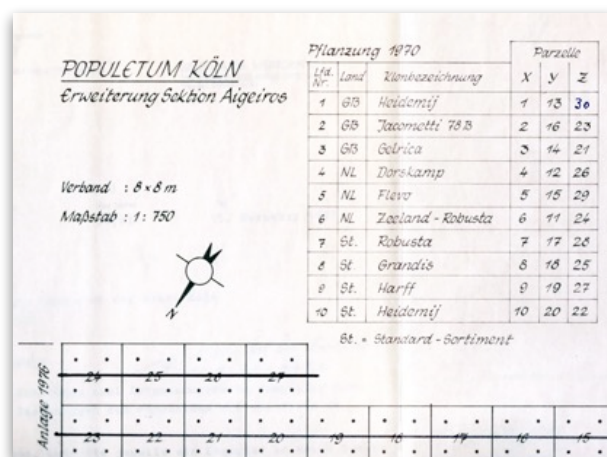 POPULETUM KÖLN
Erweiterung Sektion Aigeiros
Verband : 8 × 8 m
Maßstab : 1 : 750
N
Pflanzung 1970
Parzelle
Lfd. Nr. Land Klonbezeichnung X Y Z
1 GB Heidemij 1 13 30
2 GB Jacometti 78 B 2 16 23
3 GB Gelrica 3 14 21
4 NL Dorskamp 4 12 26
5 NL Flevo 5 15 29
6 NL Zeeland - Robusta 6 11 24
7 St. Robusta 7 17 28
8 St. Grandis 8 18 25
9 St. Harff 9 19 27
10 St. Heidemij 10 20 22
St. = Standard - Sortiment
Anlage 1976
24 25 26 27
23 22 21 20 19 18 17 16 15